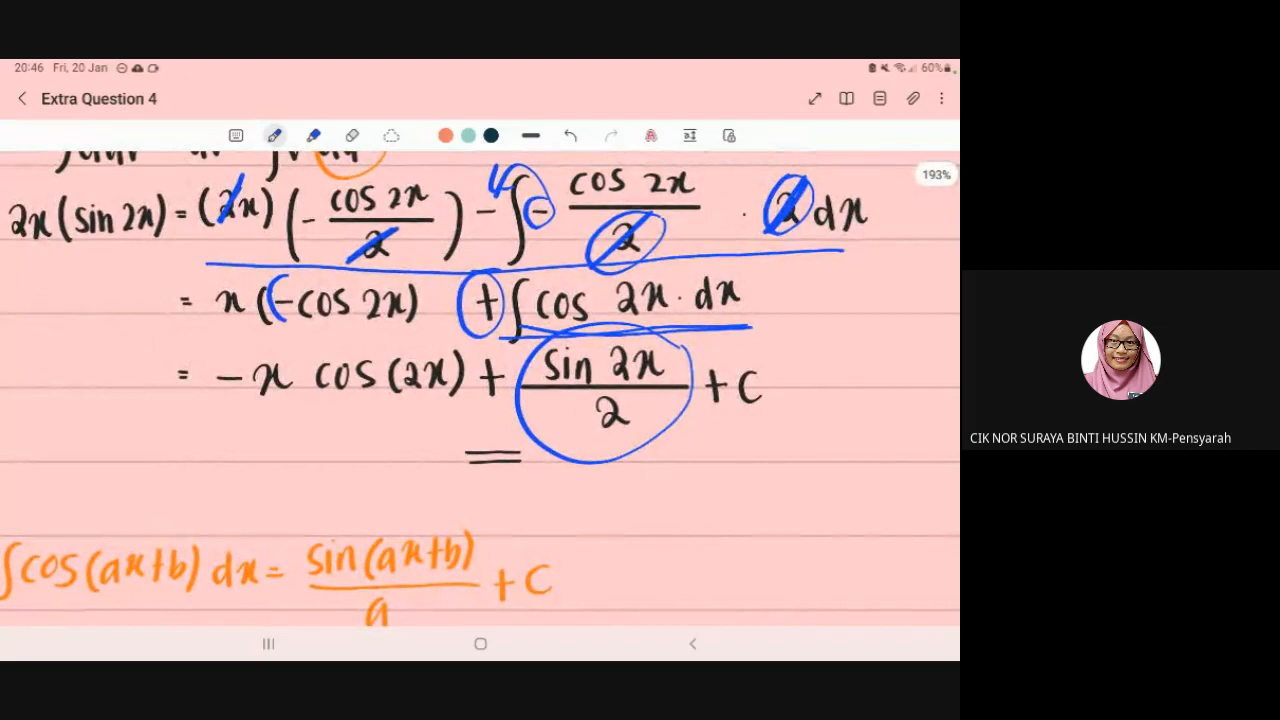 20:46 Fri, 20 Jan 60%
Extra Question 4
193%
2x (sin 2x) = (2x) (- cos 2x / 2) - ∫ - cos 2x / 2 · 2 dx
= x (-cos 2x) + ∫ cos 2x · dx
= - x cos (2x) + sin 2x / 2 + C
∫ cos (ax+b) dx = sin (ax+b) / a + C
CIK NOR SURAYA BINTI HUSSIN KM-Pensyarah